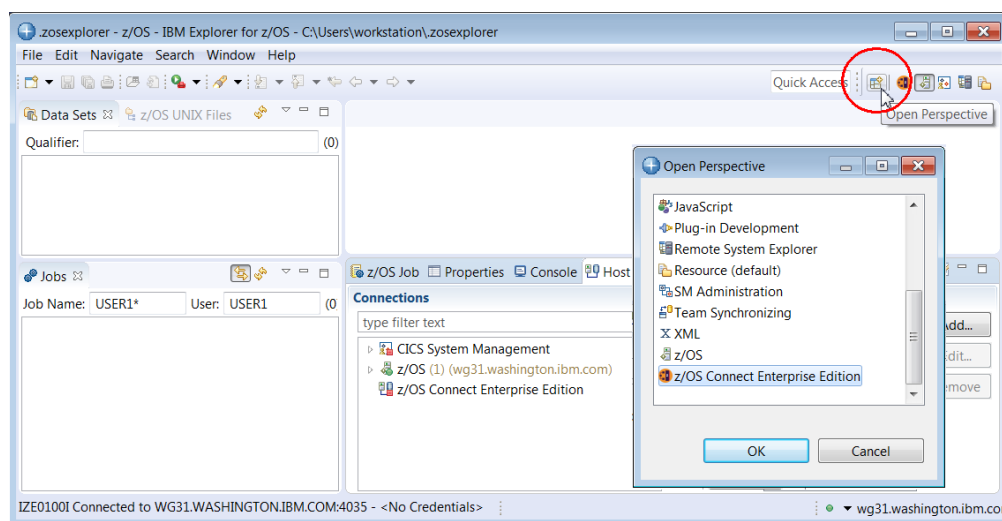 .zosexplorer - z/OS - IBM Explorer for z/OS - C:\Users\workstation\.zosexplorer
File Edit Navigate Search Window Help
Quick Access
Open Perspective
Data Sets z/OS UNIX Files
Qualifier: (0)
Open Perspective
JavaScript
Plug-in Development
Remote System Explorer
Resource (default)
SM Administration
Team Synchronizing
XML
z/OS
z/OS Connect Enterprise Edition
OK Cancel
Jobs
Job Name: USER1* User: USER1 (0
z/OS Job Properties Console Host
Connections
type filter text
CICS System Management
z/OS (1) (wg31.washington.ibm.com)
z/OS Connect Enterprise Edition
dd...
dit...
emove
IZE0100I Connected to WG31.WASHINGTON.IBM.COM:4035 - <No Credentials>
wg31.washington.ibm.co